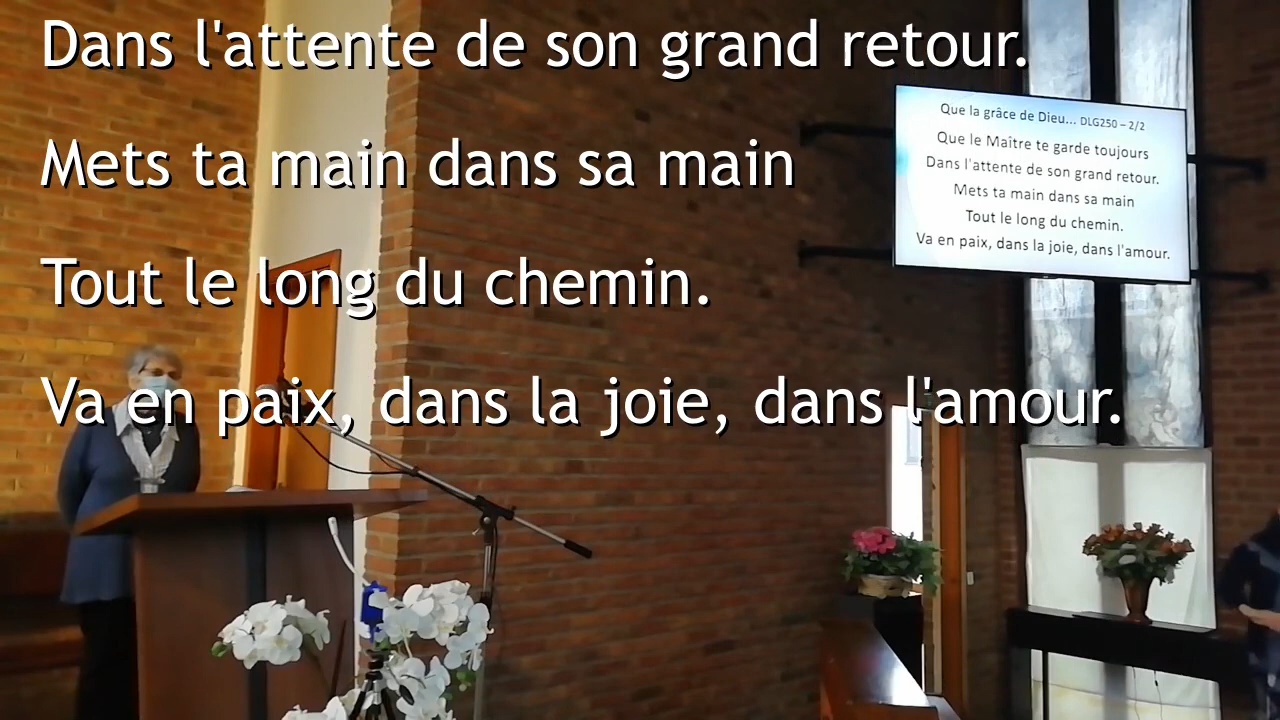 Dans l'attente de son grand retour.
Mets ta main dans sa main
Tout le long du chemin.
Va en paix, dans la joie, dans l'amour.
Que la grâce de Dieu... DLG250 – 2/2
Que le Maître te garde toujours
Dans l'attente de son grand retour.
Mets ta main dans sa main
Tout le long du chemin.
Va en paix, dans la joie, dans l'amour.